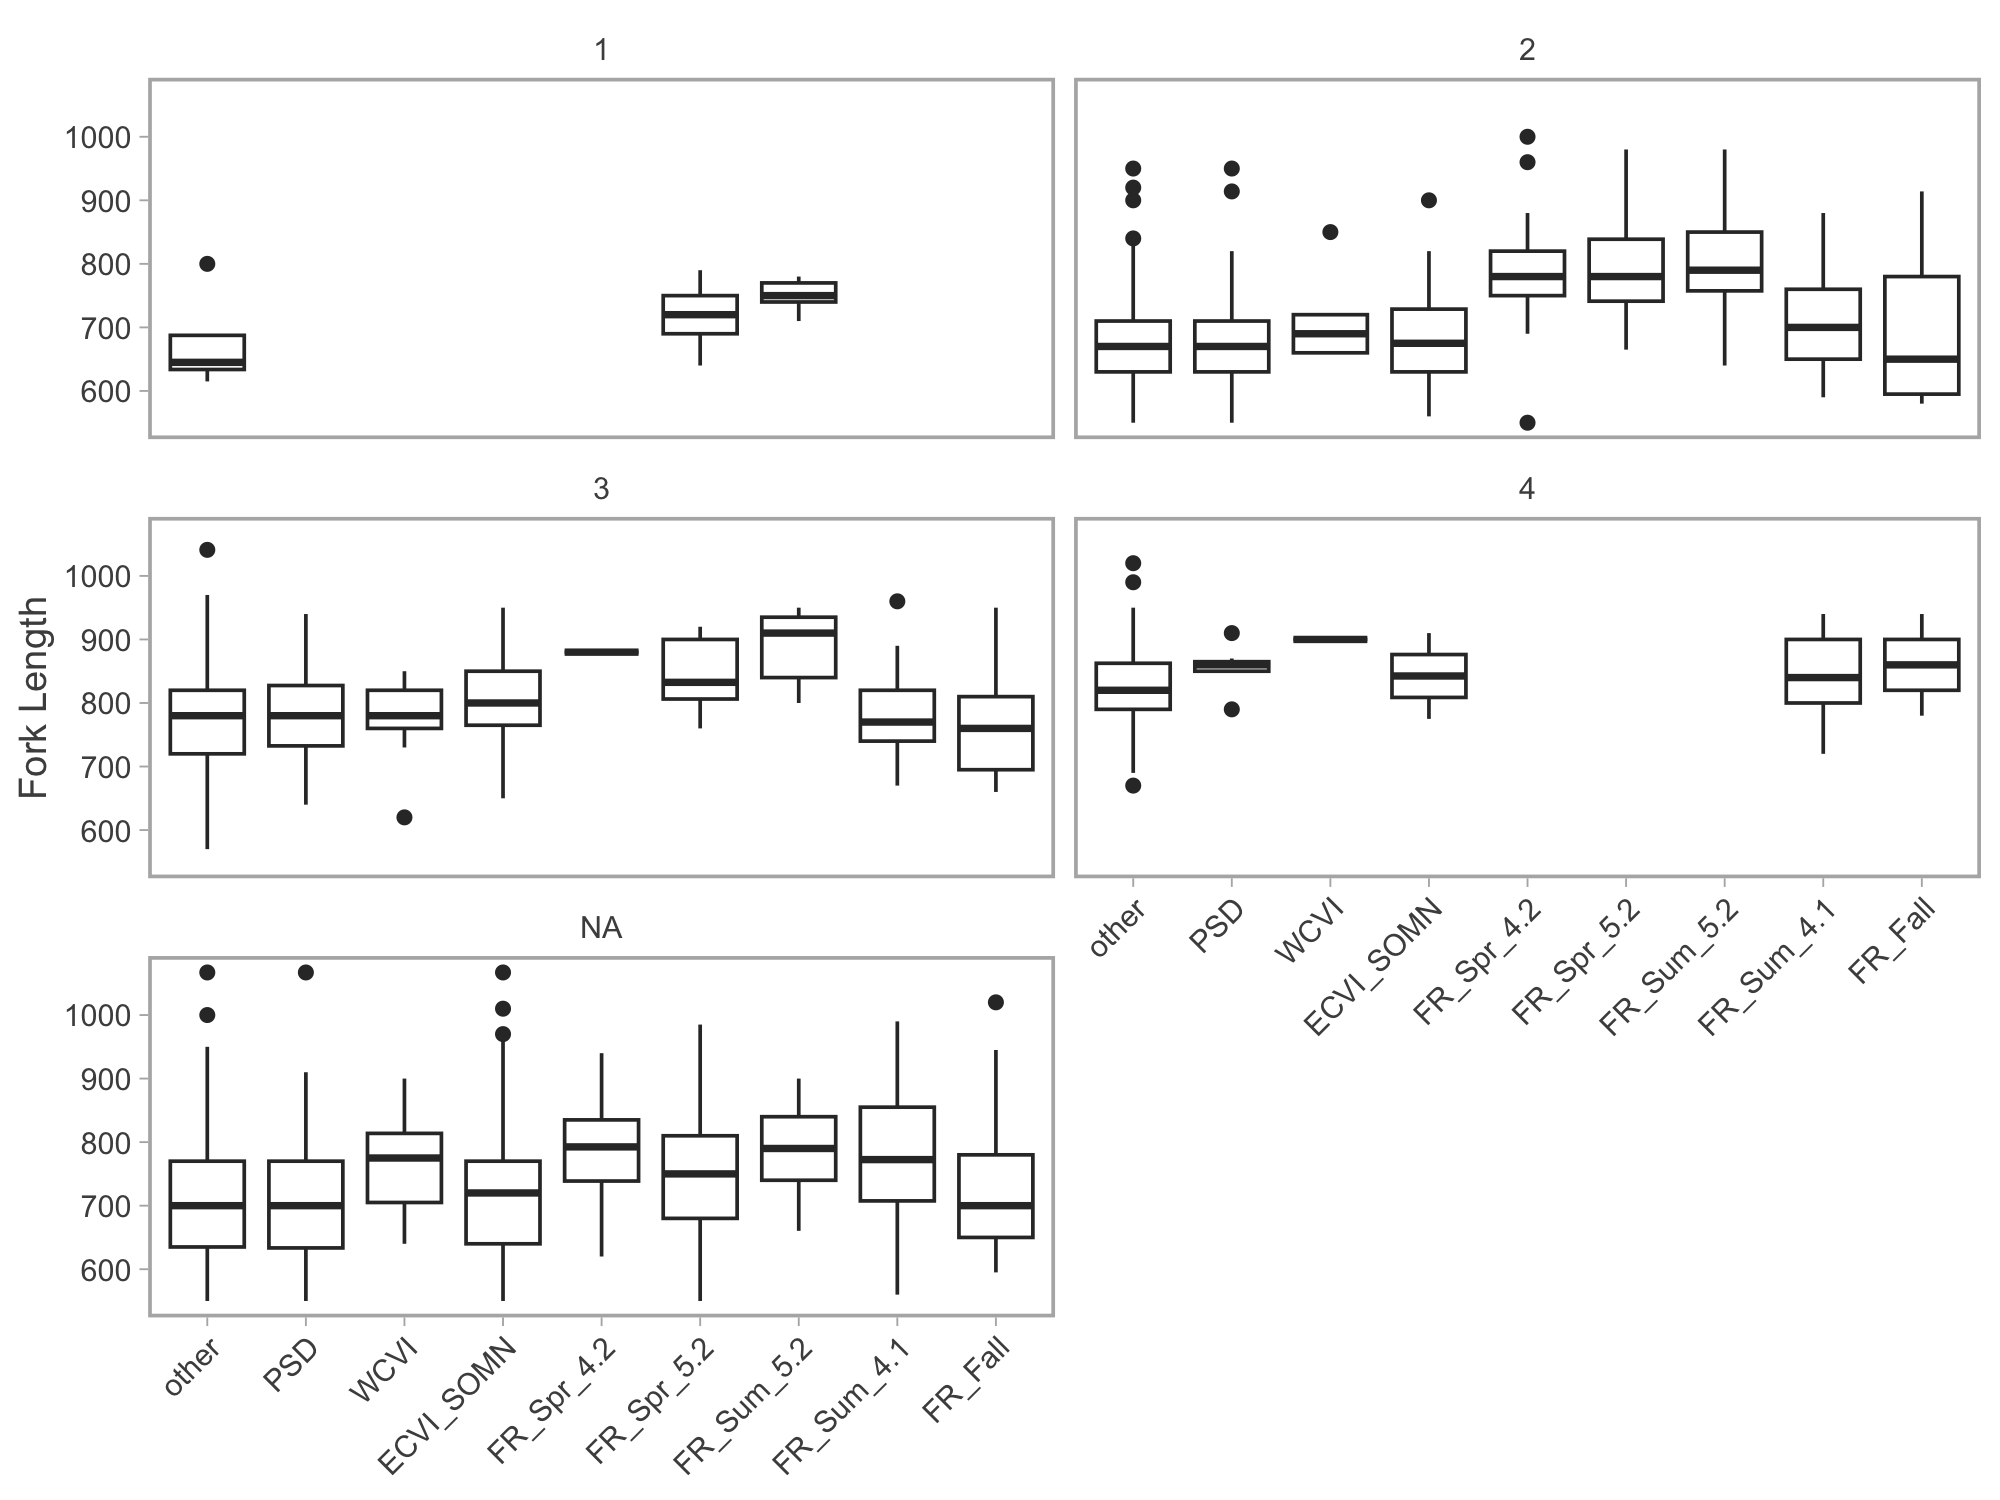 1
2
1000
900
800
700
600
3
4
Fork Length
1000
900
800
700
600
other
PSD
WCVI
ECVI_SOMN
FR_Spr_4.2
FR_Spr_5.2
FR_Sum_5.2
FR_Sum_4.1
FR_Fall
NA
1000
900
800
700
600
other
PSD
WCVI
ECVI_SOMN
FR_Spr_4.2
FR_Spr_5.2
FR_Sum_5.2
FR_Sum_4.1
FR_Fall